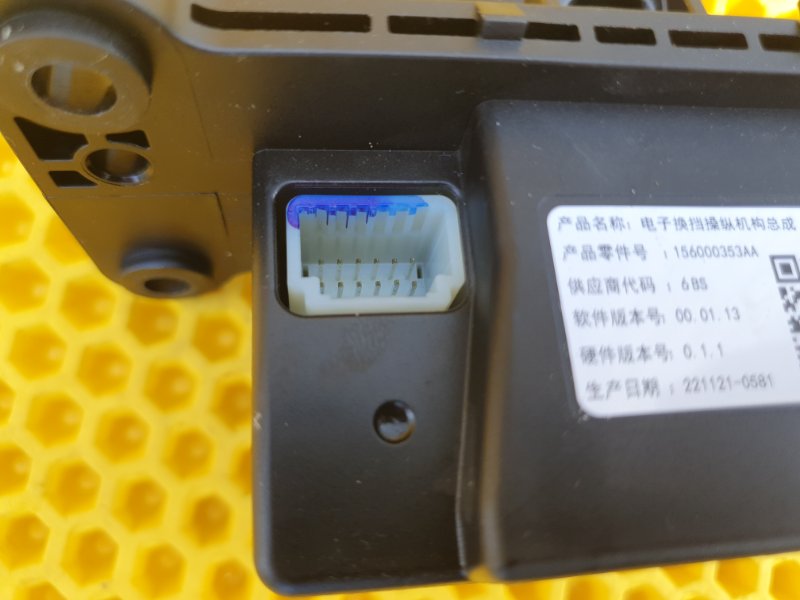 产品名称: 电子换挡操纵机构总成
产品零件号 :156000353AA
供应商代码 : 6BS
软件版本号: 00.01.13
硬件版本号: 0.1.1
生产日期 : 221121-0581